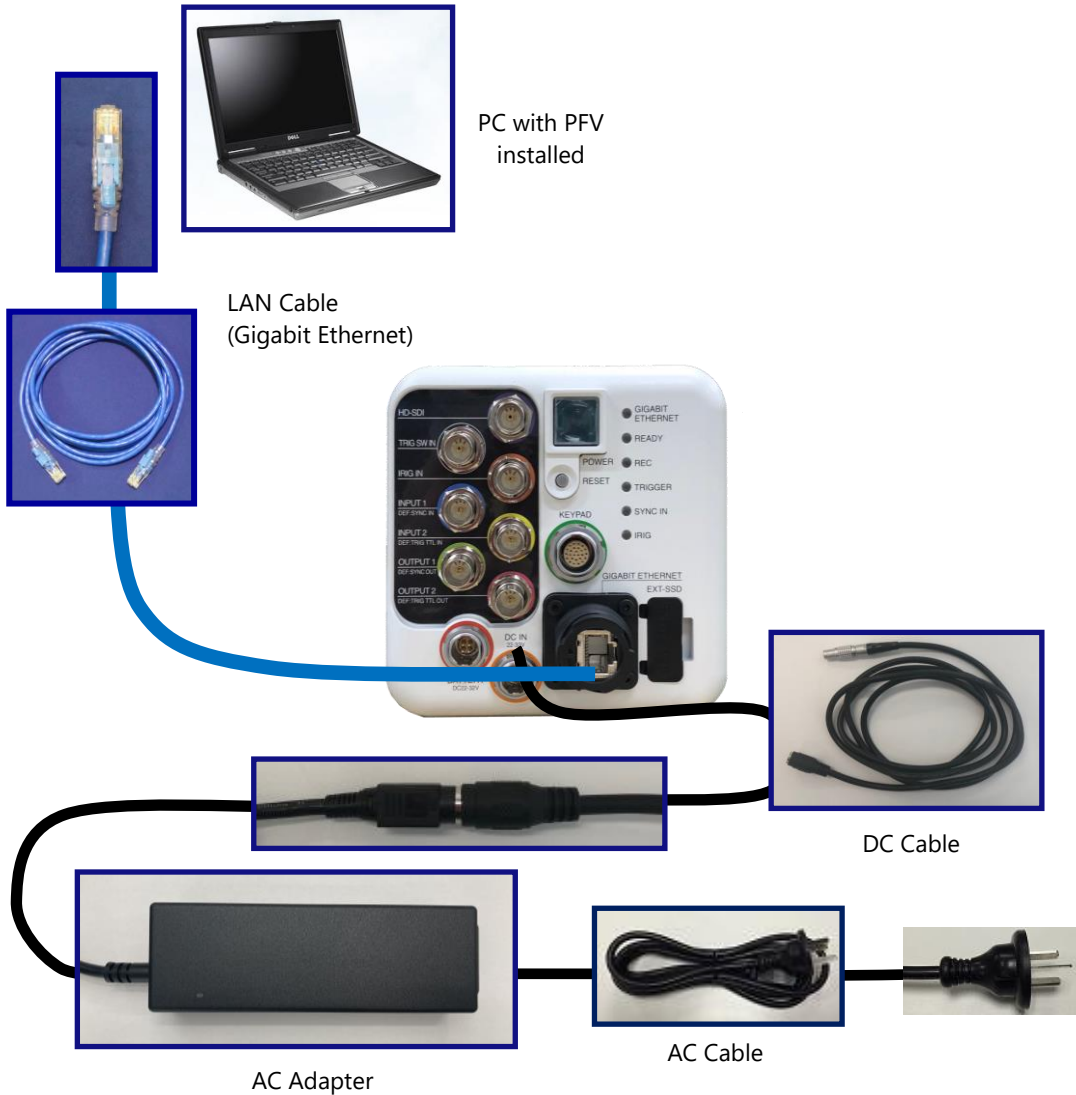 DELL
PC with PFV
installed
LAN Cable
(Gigabit Ethernet)
HD-SDI
TRIG SW IN
IRIG IN
INPUT 1
DEF:SYNC IN
INPUT 2
DEF:TRIG TTL IN
OUTPUT 1
DEF:SYNC OUT
OUTPUT 2
DEF:TRIG TTL OUT
POWER
RESET
KEYPAD
GIGABIT
ETHERNET
READY
REC
TRIGGER
SYNC IN
IRIG
GIGABIT ETHERNET
EXT-SSD
DC IN
DC22-32V
DC Cable
AC Adapter
AC Cable